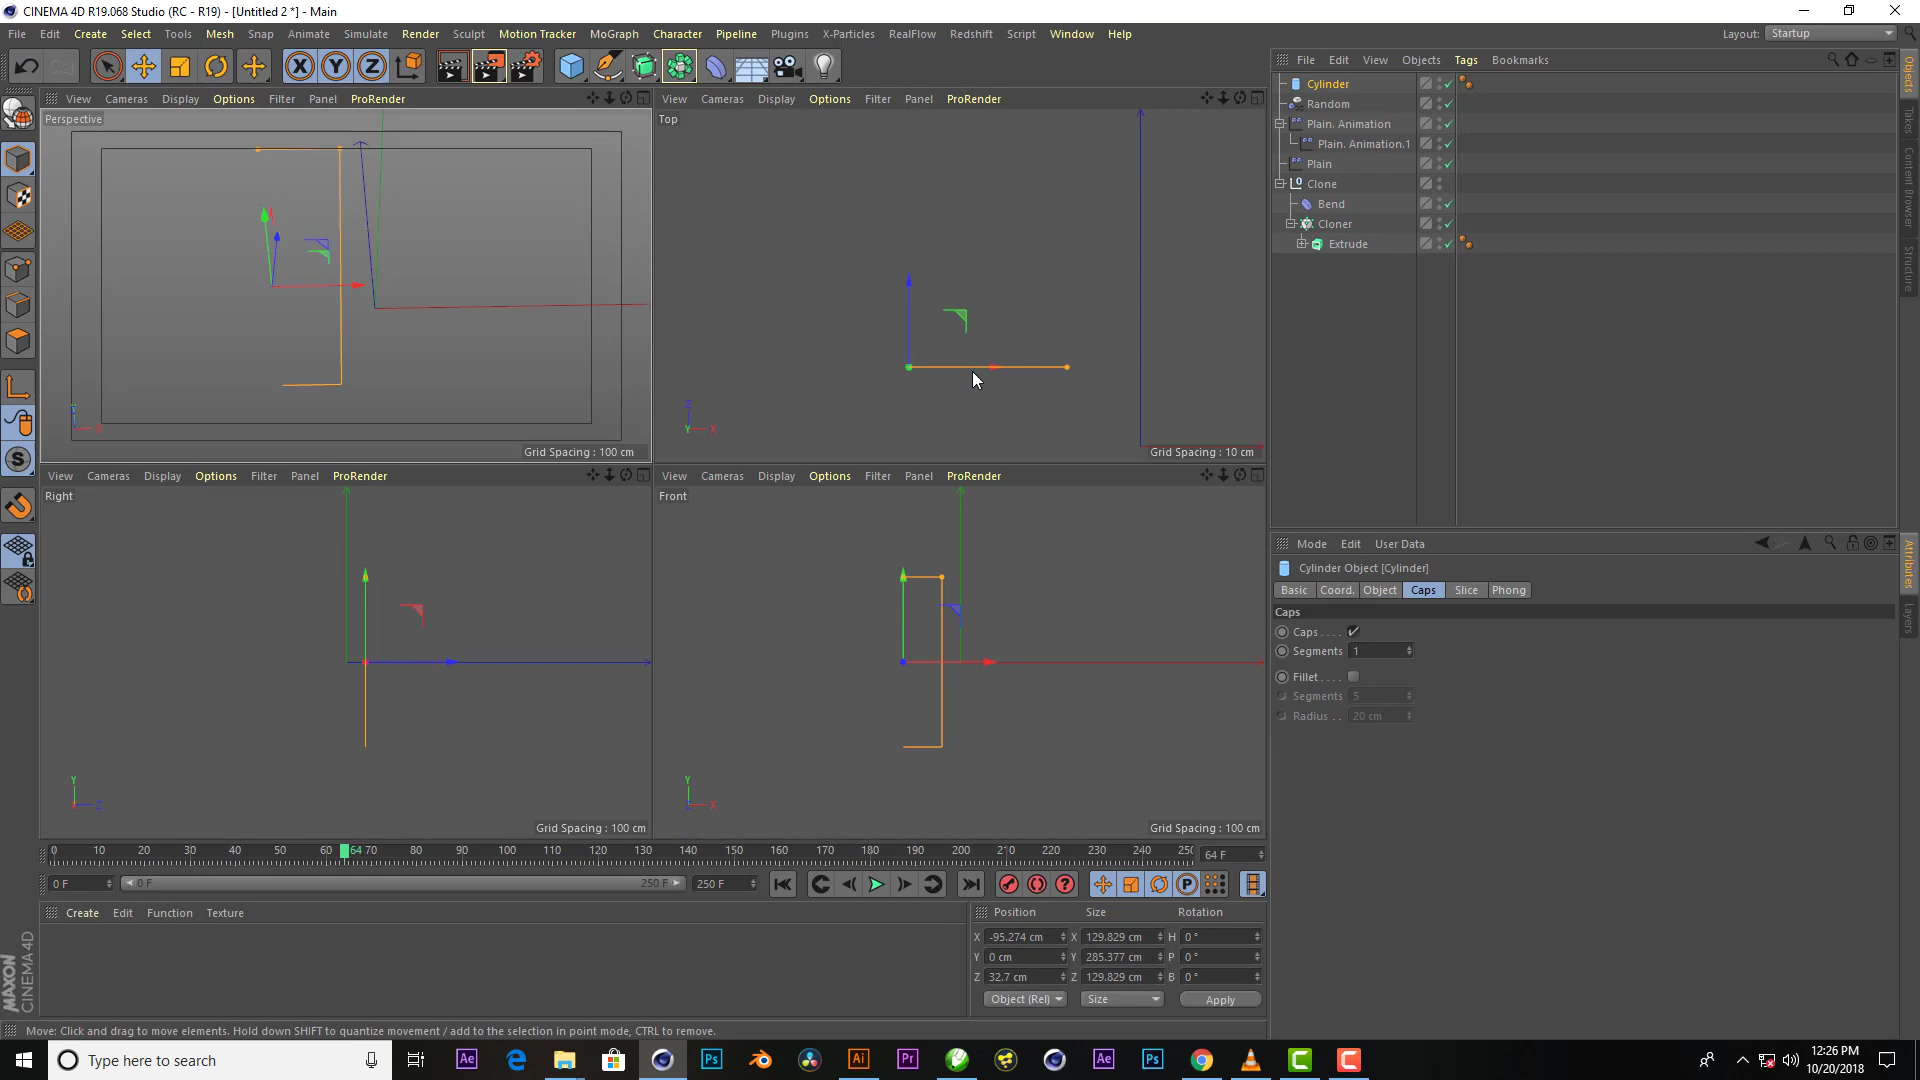 CINEMA 4D R19.068 Studio (RC - R19) - [Untitled 2 *] - Main
File Edit Create Select Tools Mesh Snap Animate Simulate Render Sculpt Motion Tracker MoGraph Character Pipeline Plugins X-Particles RealFlow Redshift Script Window Help Layout: Startup
File Edit View Objects Tags Bookmarks
View Cameras Display Options Filter Panel ProRender
View Cameras Display Options Filter Panel ProRender
Perspective
Top
Cylinder
Random
Plain. Animation
Plain. Animation.1
Plain
Clone
Bend
Cloner
Extrude
Objects
Takes
Content Browser
Structure
Grid Spacing : 100 cm
Grid Spacing : 10 cm
View Cameras Display Options Filter Panel ProRender
View Cameras Display Options Filter Panel ProRender
Right
Front
Grid Spacing : 100 cm
Grid Spacing : 100 cm
Mode Edit User Data
Cylinder Object [Cylinder]
Basic Coord. Object Caps Slice Phong
Caps
Caps . . . .
Segments 1
Fillet . . . .
Segments 5
Radius . . 20 cm
Attributes
Layers
0 10 20 30 40 50 60 64 70 80 90 100 110 120 130 140 150 160 170 180 190 200 210 220 230 240 250 64 F
0 F 0 F 250 F 250 F
Create Edit Function Texture
Position Size Rotation
X -95.274 cm X 129.829 cm H 0 °
Y 0 cm Y 285.377 cm P 0 °
Z 32.7 cm Z 129.829 cm B 0 °
Object (Rel) Size Apply
MAXON
CINEMA 4D
Move: Click and drag to move elements. Hold down SHIFT to quantize movement / add to the selection in point mode, CTRL to remove.
Type here to search
12:26 PM
10/20/2018